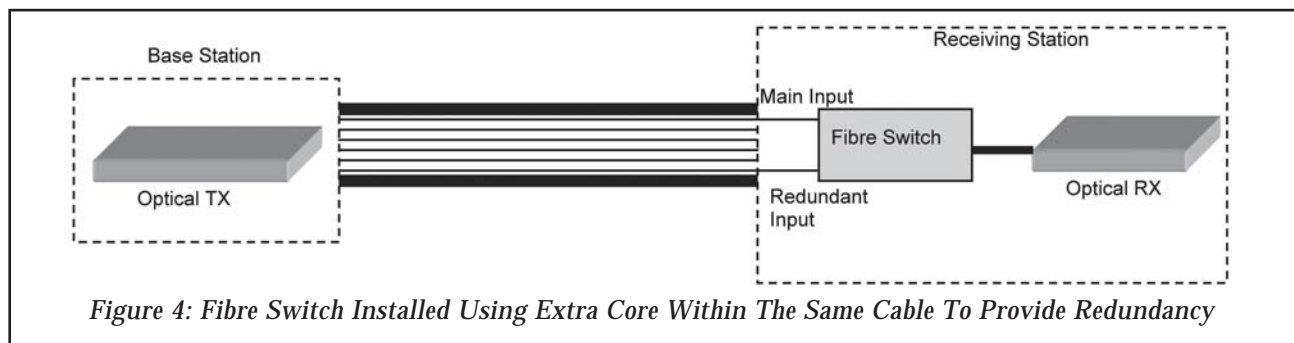 Base Station
Receiving Station
Main Input
Fibre Switch
Optical TX
Optical RX
Redundant
Input
Figure 4: Fibre Switch Installed Using Extra Core Within The Same Cable To Provide Redundancy